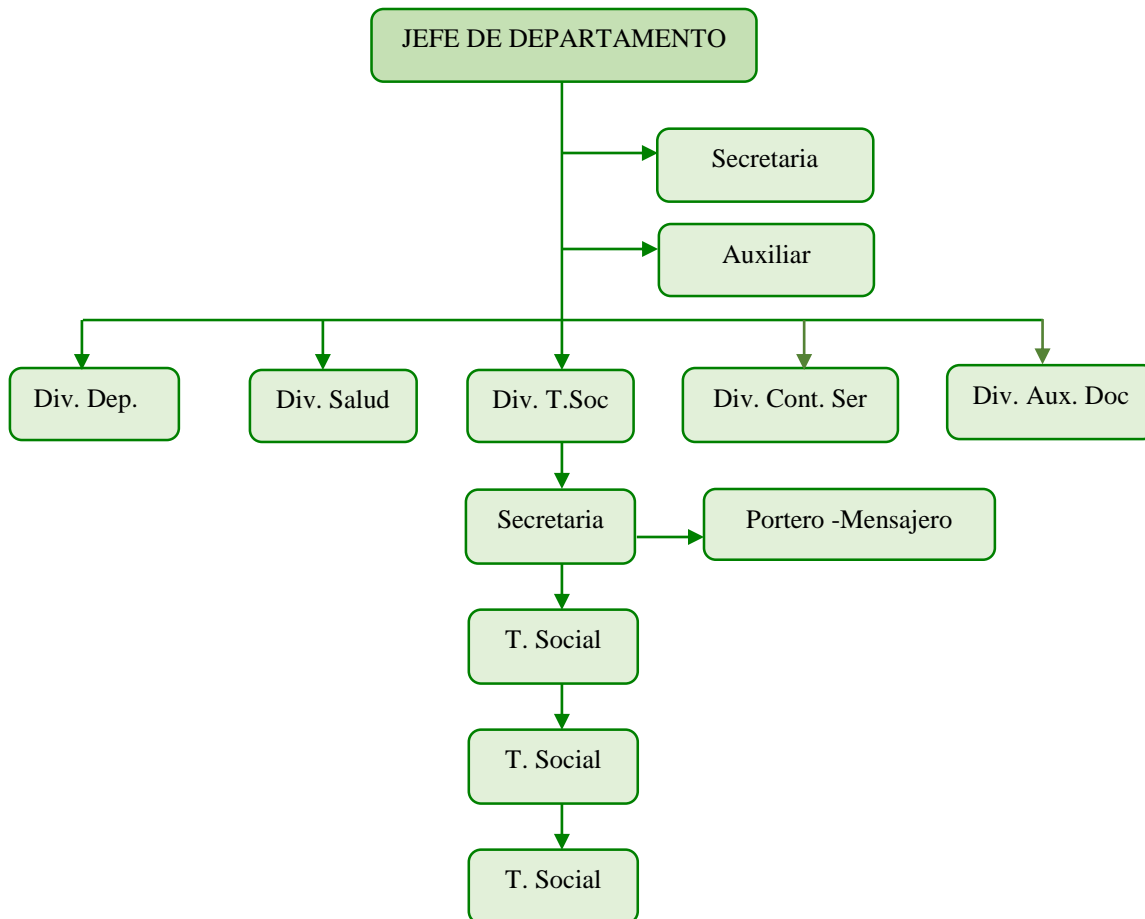 JEFE DE DEPARTAMENTO
Secretaria
Auxiliar
Div. Dep.
Div. Salud
Div. T.Soc
Div. Cont. Ser
Div. Aux. Doc
Secretaria
Portero -Mensajero
T. Social
T. Social
T. Social